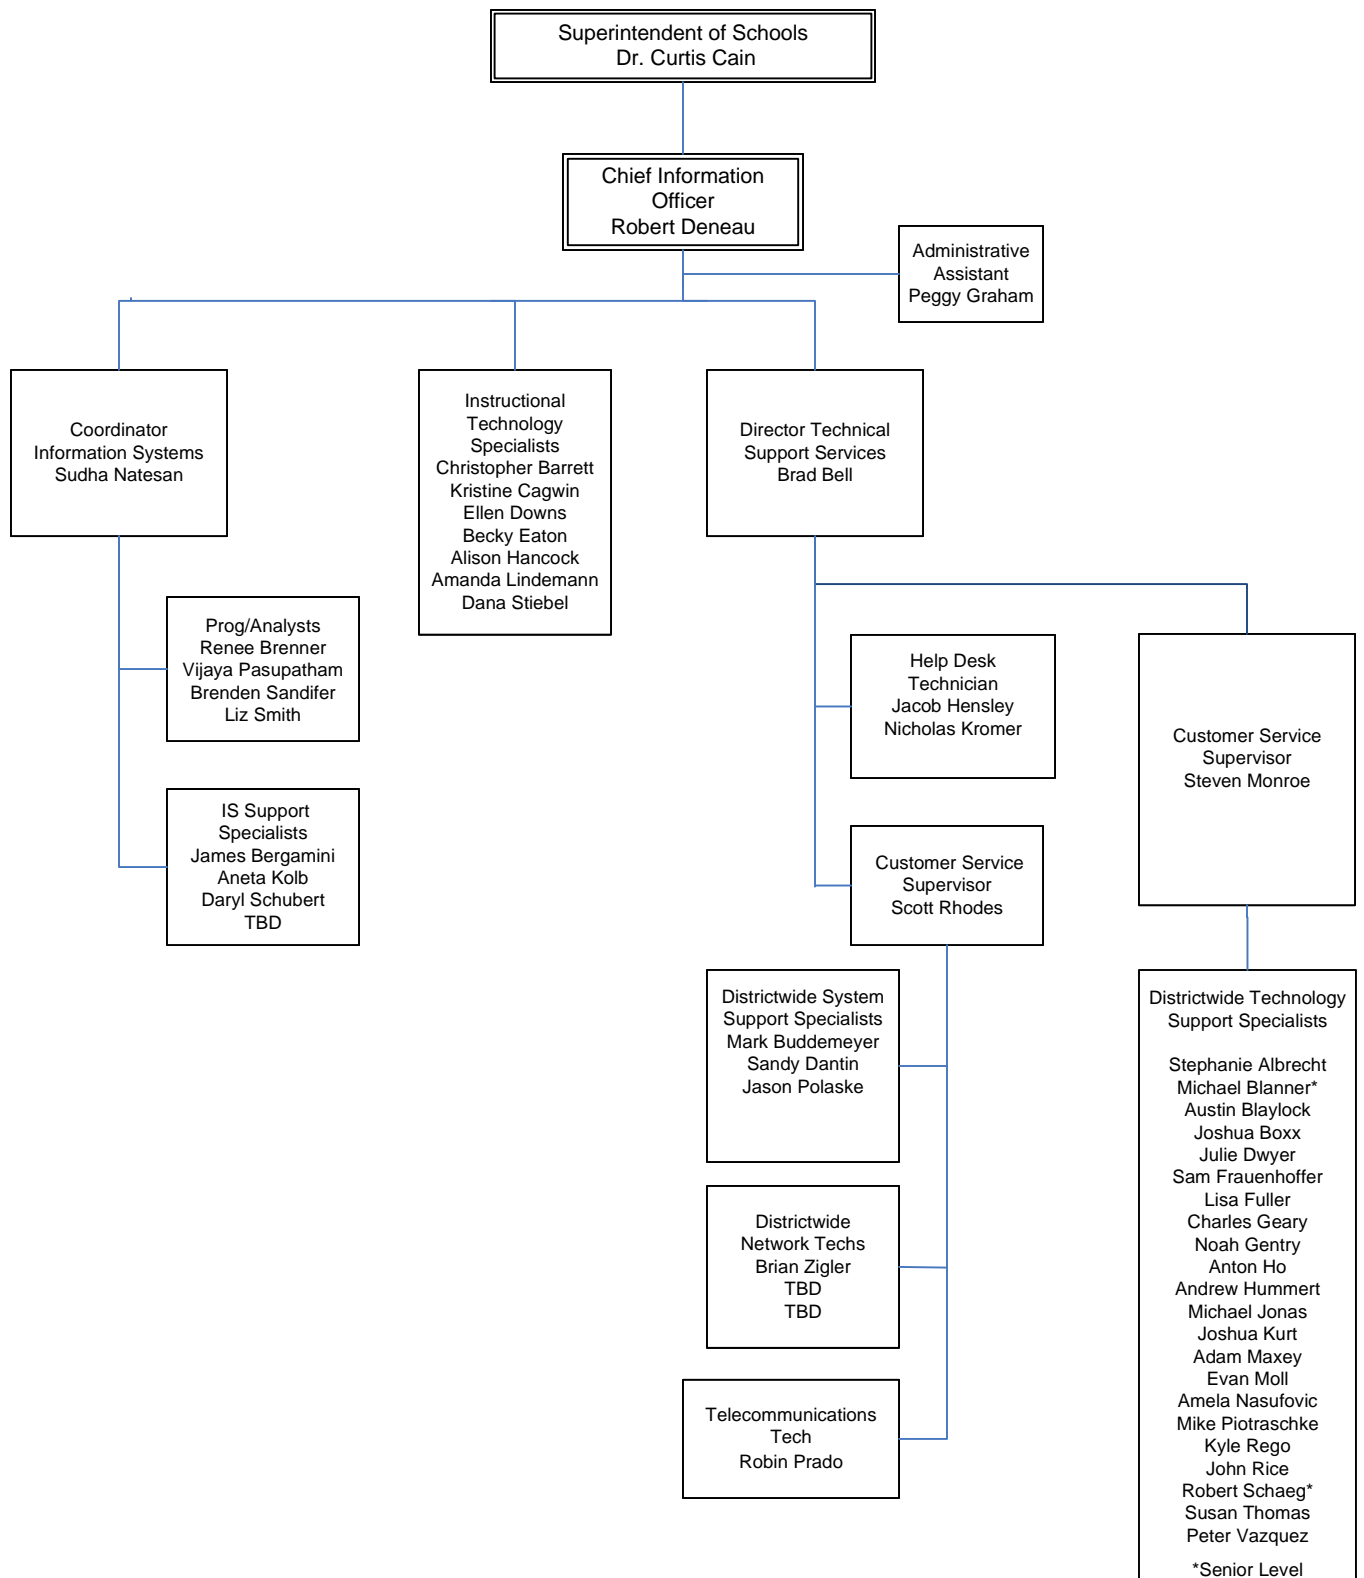 Superintendent of Schools
Dr. Curtis Cain
Chief Information
Officer
Robert Deneau
Administrative
Assistant
Peggy Graham
Coordinator
Information Systems
Sudha Natesan
Instructional
Technology
Specialists
Christopher Barrett
Kristine Cagwin
Ellen Downs
Becky Eaton
Alison Hancock
Amanda Lindemann
Dana Stiebel
Director Technical
Support Services
Brad Bell
Prog/Analysts
Renee Brenner
Vijaya Pasupatham
Brenden Sandifer
Liz Smith
IS Support
Specialists
James Bergamini
Aneta Kolb
Daryl Schubert
TBD
Help Desk
Technician
Jacob Hensley
Nicholas Kromer
Customer Service
Supervisor
Scott Rhodes
Customer Service
Supervisor
Steven Monroe
Districtwide System
Support Specialists
Mark Buddemeyer
Sandy Dantin
Jason Polaske
Districtwide
Network Techs
Brian Zigler
TBD
TBD
Telecommunications
Tech
Robin Prado
Districtwide Technology
Support Specialists
Stephanie Albrecht
Michael Blanner*
Austin Blaylock
Joshua Boxx
Julie Dwyer
Sam Frauenhoffer
Lisa Fuller
Charles Geary
Noah Gentry
Anton Ho
Andrew Hummert
Michael Jonas
Joshua Kurt
Adam Maxey
Evan Moll
Amela Nasufovic
Mike Piotraschke
Kyle Rego
John Rice
Robert Schaeg*
Susan Thomas
Peter Vazquez
*Senior Level